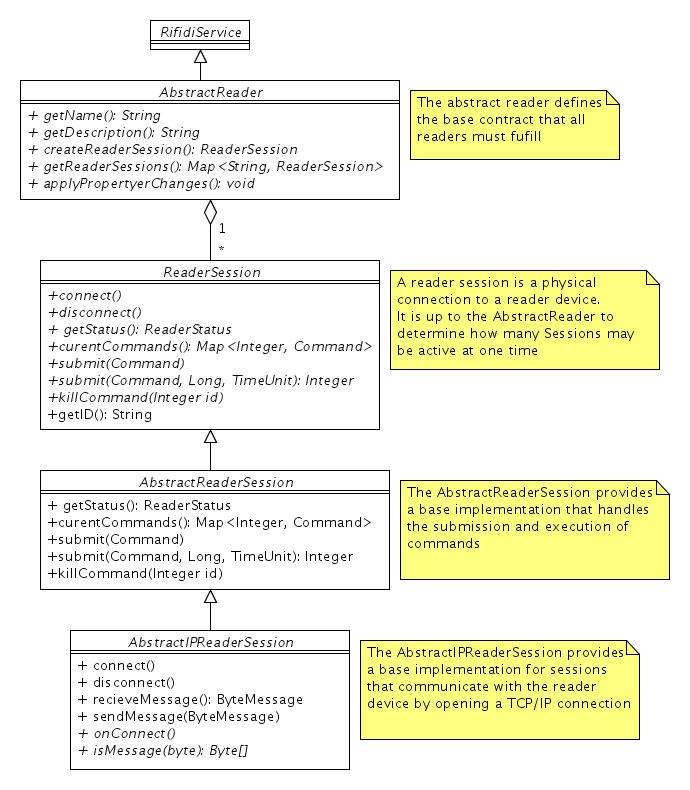 RifidiService
AbstractReader
+ getName(): String
+ getDescription(): String
+ createReaderSession(): ReaderSession
+ getReaderSessions(): Map<String, ReaderSession>
+ applyPropertyerChanges(): void
The abstract reader defines
the base contract that all
readers must fufill
1
*
ReaderSession
+connect()
+disconnect()
+ getStatus(): ReaderStatus
+curentCommands(): Map<Integer, Command>
+submit(Command)
+submit(Command, Long, TimeUnit): Integer
+killCommand(Integer id)
+getID(): String
A reader session is a physical
connection to a reader device.
It is up to the AbstractReader to
determine how many Sessions may
be active at one time
AbstractReaderSession
+ getStatus(): ReaderStatus
+curentCommands(): Map<Integer, Command>
+submit(Command)
+submit(Command, Long, TimeUnit): Integer
+killCommand(Integer id)
The AbstractReaderSession provides
a base implementation that handles
the submission and execution of
commands
AbstractIPReaderSession
+ connect()
+ disconnect()
+ recieveMessage(): ByteMessage
+ sendMessage(ByteMessage)
+ onConnect()
+ isMessage(byte): Byte[]
The AbstractIPReaderSession provides
a base implementation for sessions
that communicate with the reader
device by opening a TCP/IP connection